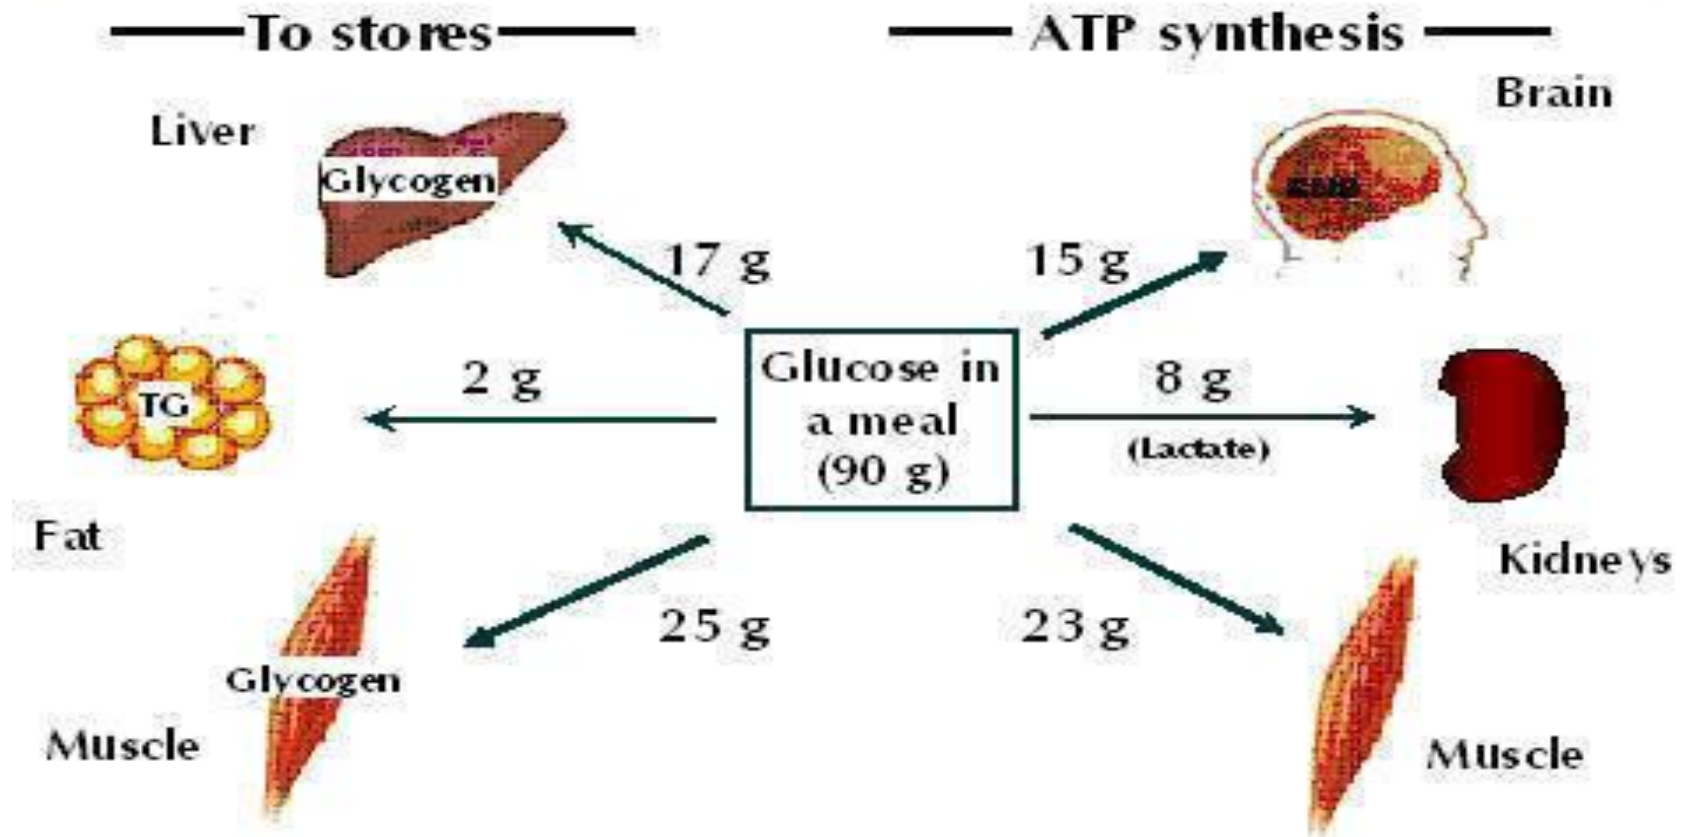 To stores
ATP synthesis
Liver
Glycogen
Brain
17 g
15 g
TG
2 g
Glucose in
a meal
(90 g)
8 g
(Lactate)
Fat
Kidneys
25 g
23 g
Glycogen
Muscle
Muscle